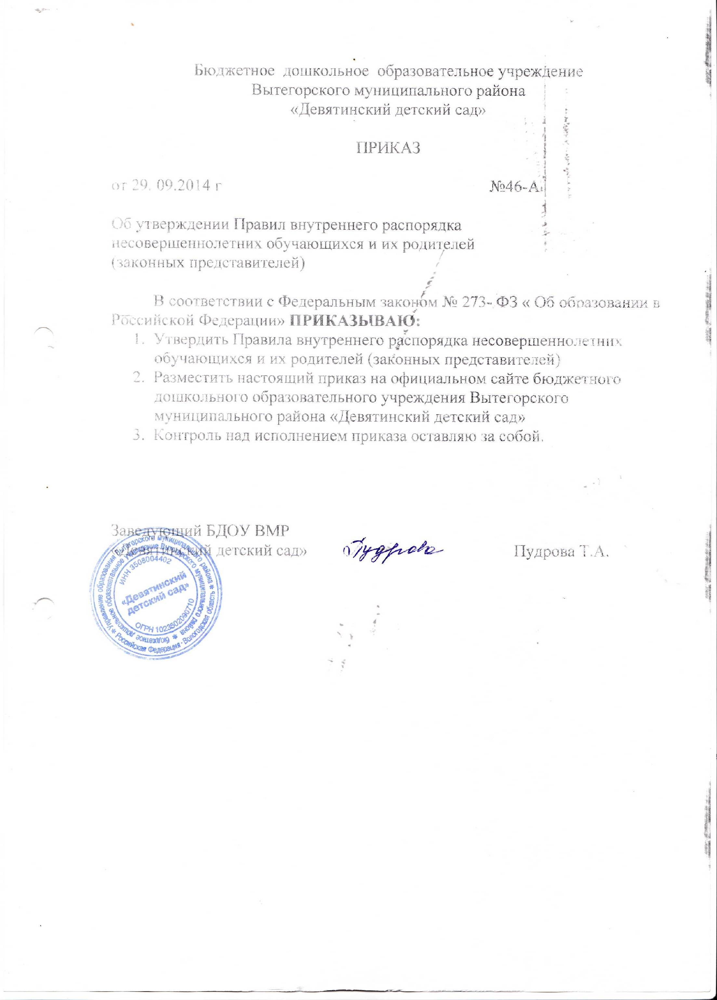 Бюджетное дошкольное образовательное учреждение
Вытегорского муниципального района
«Девятинский детский сад»
ПРИКАЗ
от 29. 09.2014 г №46-А
Об утверждении Правил внутреннего распорядка
несовершеннолетних обучающихся и их родителей
(законных представителей)
В соответствии с Федеральным законом № 273- ФЗ « Об образовании в
Российской Федерации» ПРИКАЗЫВАЮ:
1. Утвердить Правила внутреннего распорядка несовершеннолетних
обучающихся и их родителей (законных представителей)
2. Разместить настоящий приказ на официальном сайте бюджетного
дошкольного образовательного учреждения Вытегорского
муниципального района «Девятинский детский сад»
3. Контроль над исполнением приказа оставляю за собой.
Заведующий БДОУ ВМР
«Девятинский детский сад» Пудрова Пудрова Т.А.
Управление образования Вытегорского муниципального района * Российская Федерация · Вологодская область *
бюджетное дошкольное образовательное учреждение Вытегорского муниципального района *
ИНН 3508004402
«Девятинский
детский сад»
ОГРН 1023502090710